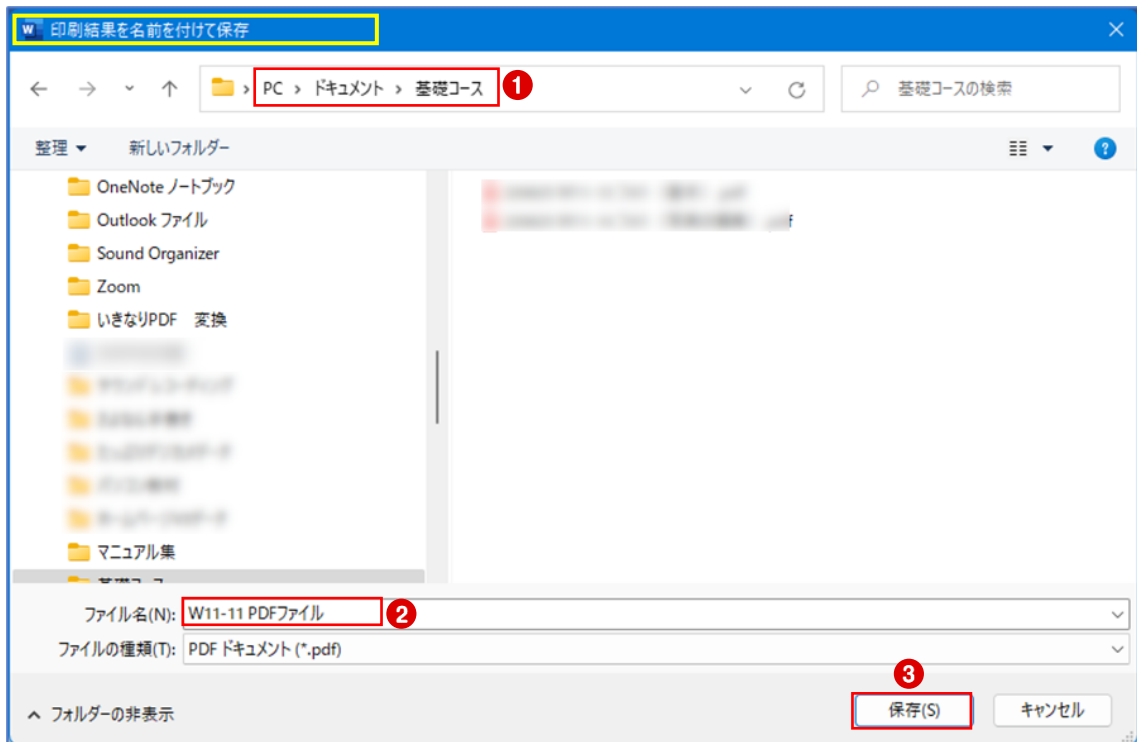 印刷結果を名前を付けて保存
PC › ドキュメント › 基礎コース
1
基礎コースの検索
整理
新しいフォルダー
OneNote ノートブック
Outlook ファイル
Sound Organizer
Zoom
いきなりPDF　変換
マニュアル集
基礎コース
ファイル名(N): W11-11 PDFファイル
2
ファイルの種類(T): PDF ドキュメント (*.pdf)
3
フォルダーの非表示
保存(S)
キャンセル